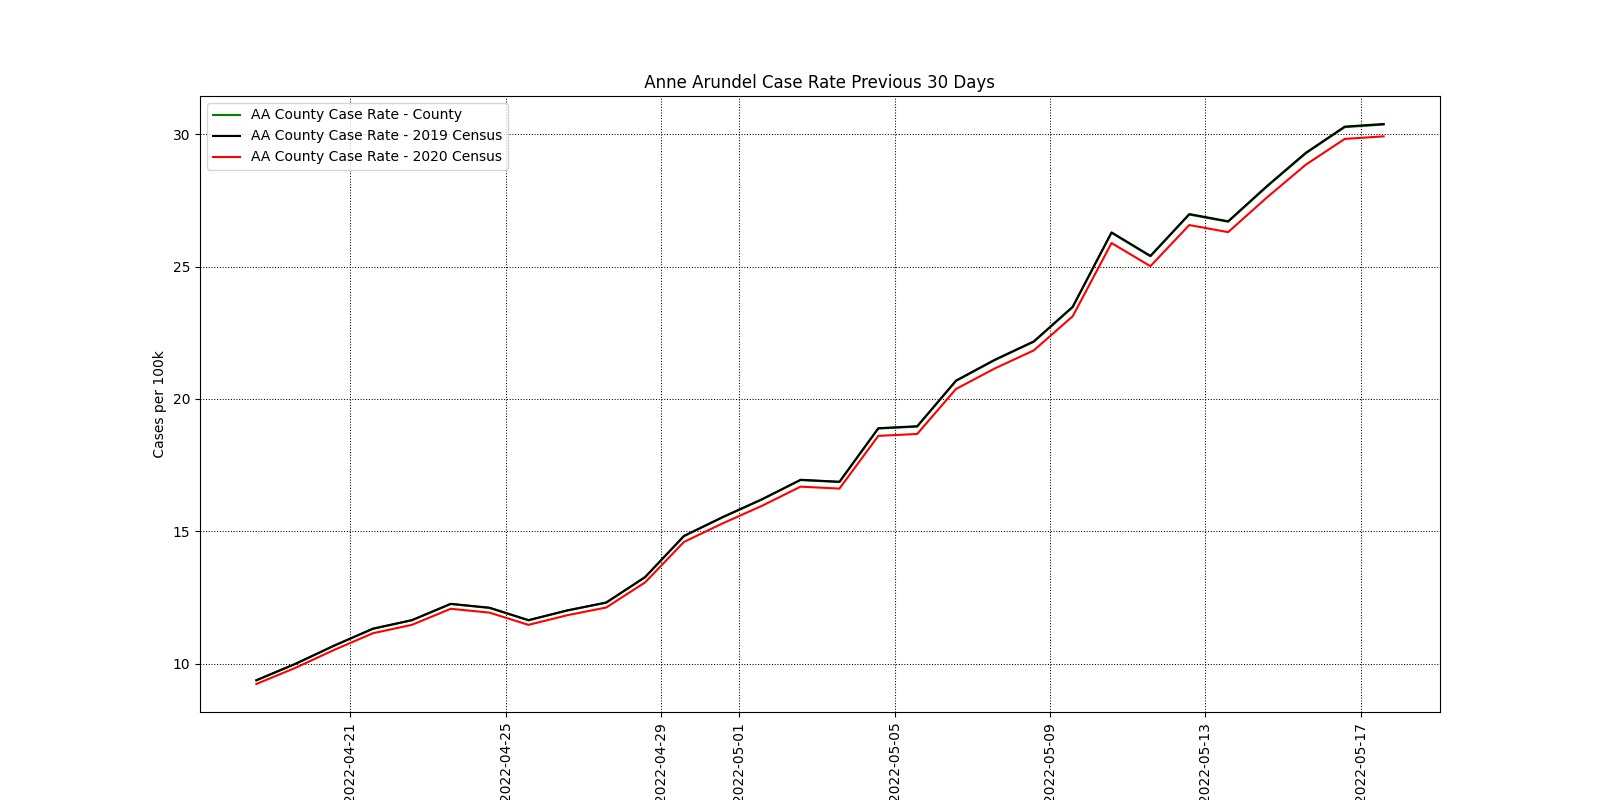 Anne Arundel Case Rate Previous 30 Days
AA County Case Rate - County
AA County Case Rate - 2019 Census
AA County Case Rate - 2020 Census
Cases per 100k
30
25
20
15
10
2022-04-21
2022-04-25
2022-04-29
2022-05-01
2022-05-05
2022-05-09
2022-05-13
2022-05-17